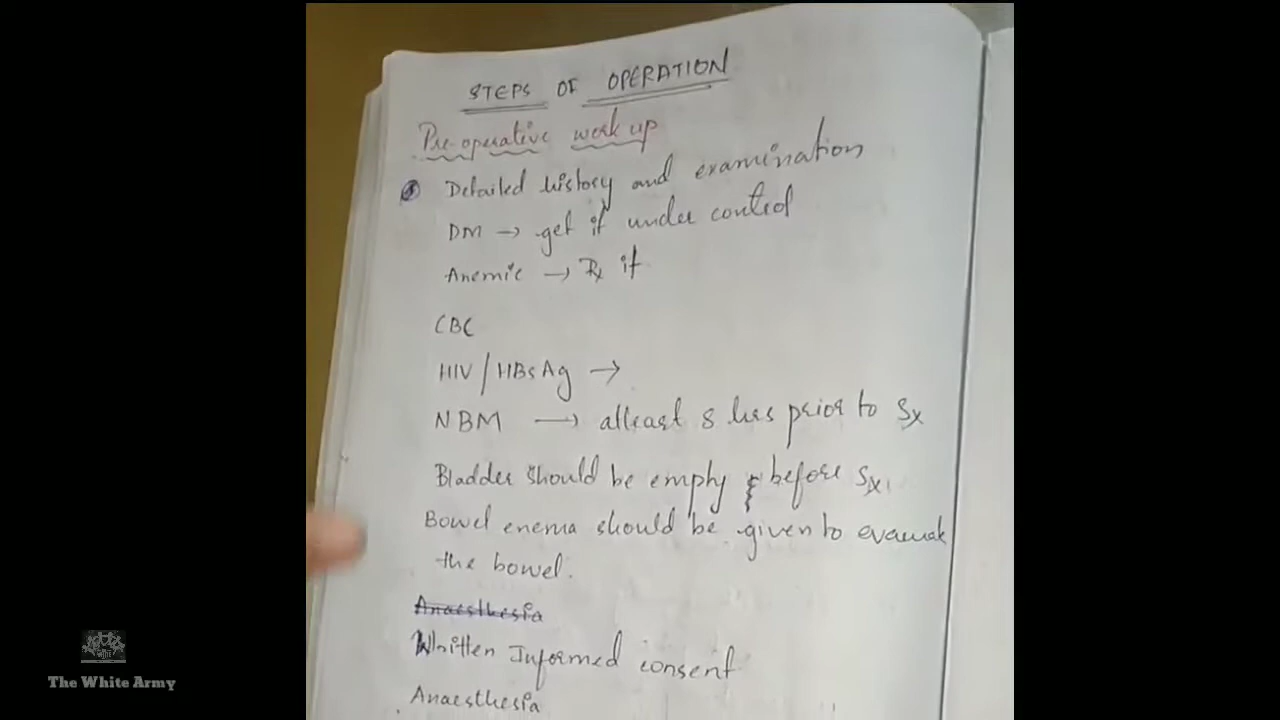 STEPS OF OPERATION
Pre-operative work up
Detailed history and examination
DM → get it under control
Anemic → Rx it
CBC
HIV/HBsAg →
NBM → atleast 8 hrs prior to Sx
Bladder should be empty before Sx.
Bowel enema should be given to evacuate
the bowel.
Anaesthesia
Written Informed consent
Anaesthesia
The White Army